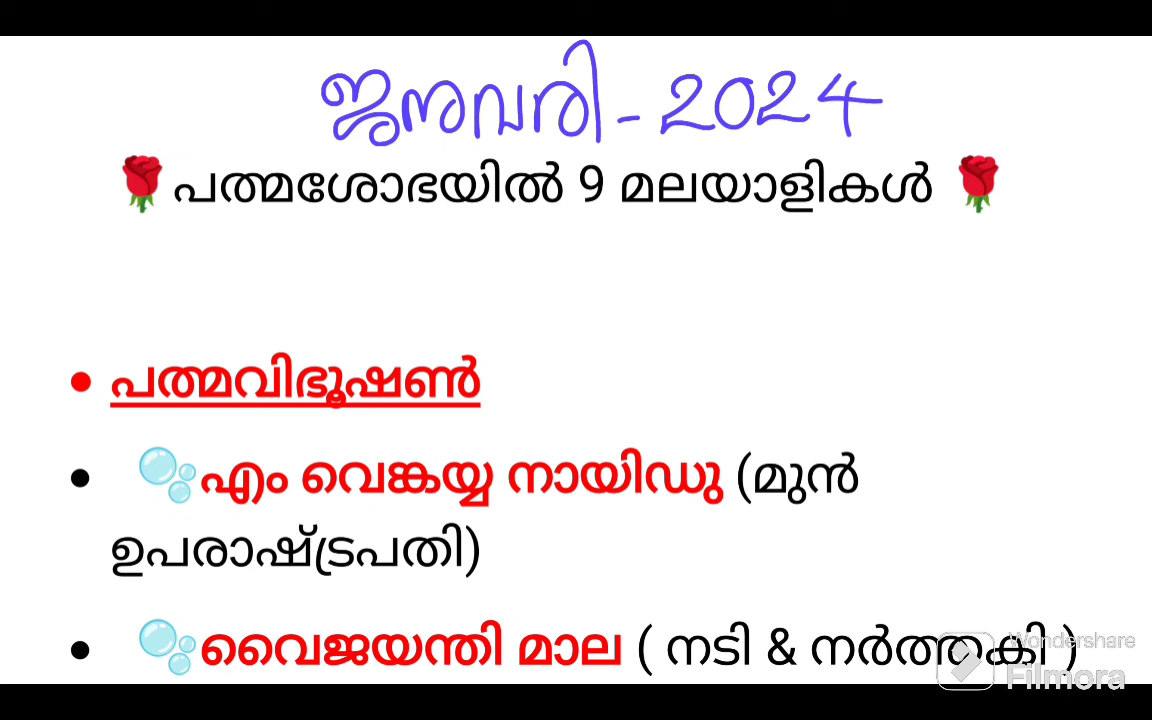 ജനുവരി - 2024
🌹പത്മശോഭയിൽ 9 മലയാളികൾ 🌹
• പത്മവിഭൂഷൺ
• 🫧എം വെങ്കയ്യ നായിഡു (മുൻ
ഉപരാഷ്ട്രപതി)
• 🫧വൈജയന്തി മാല ( നടി & നർത്തകി )
Wondershare
Filmora